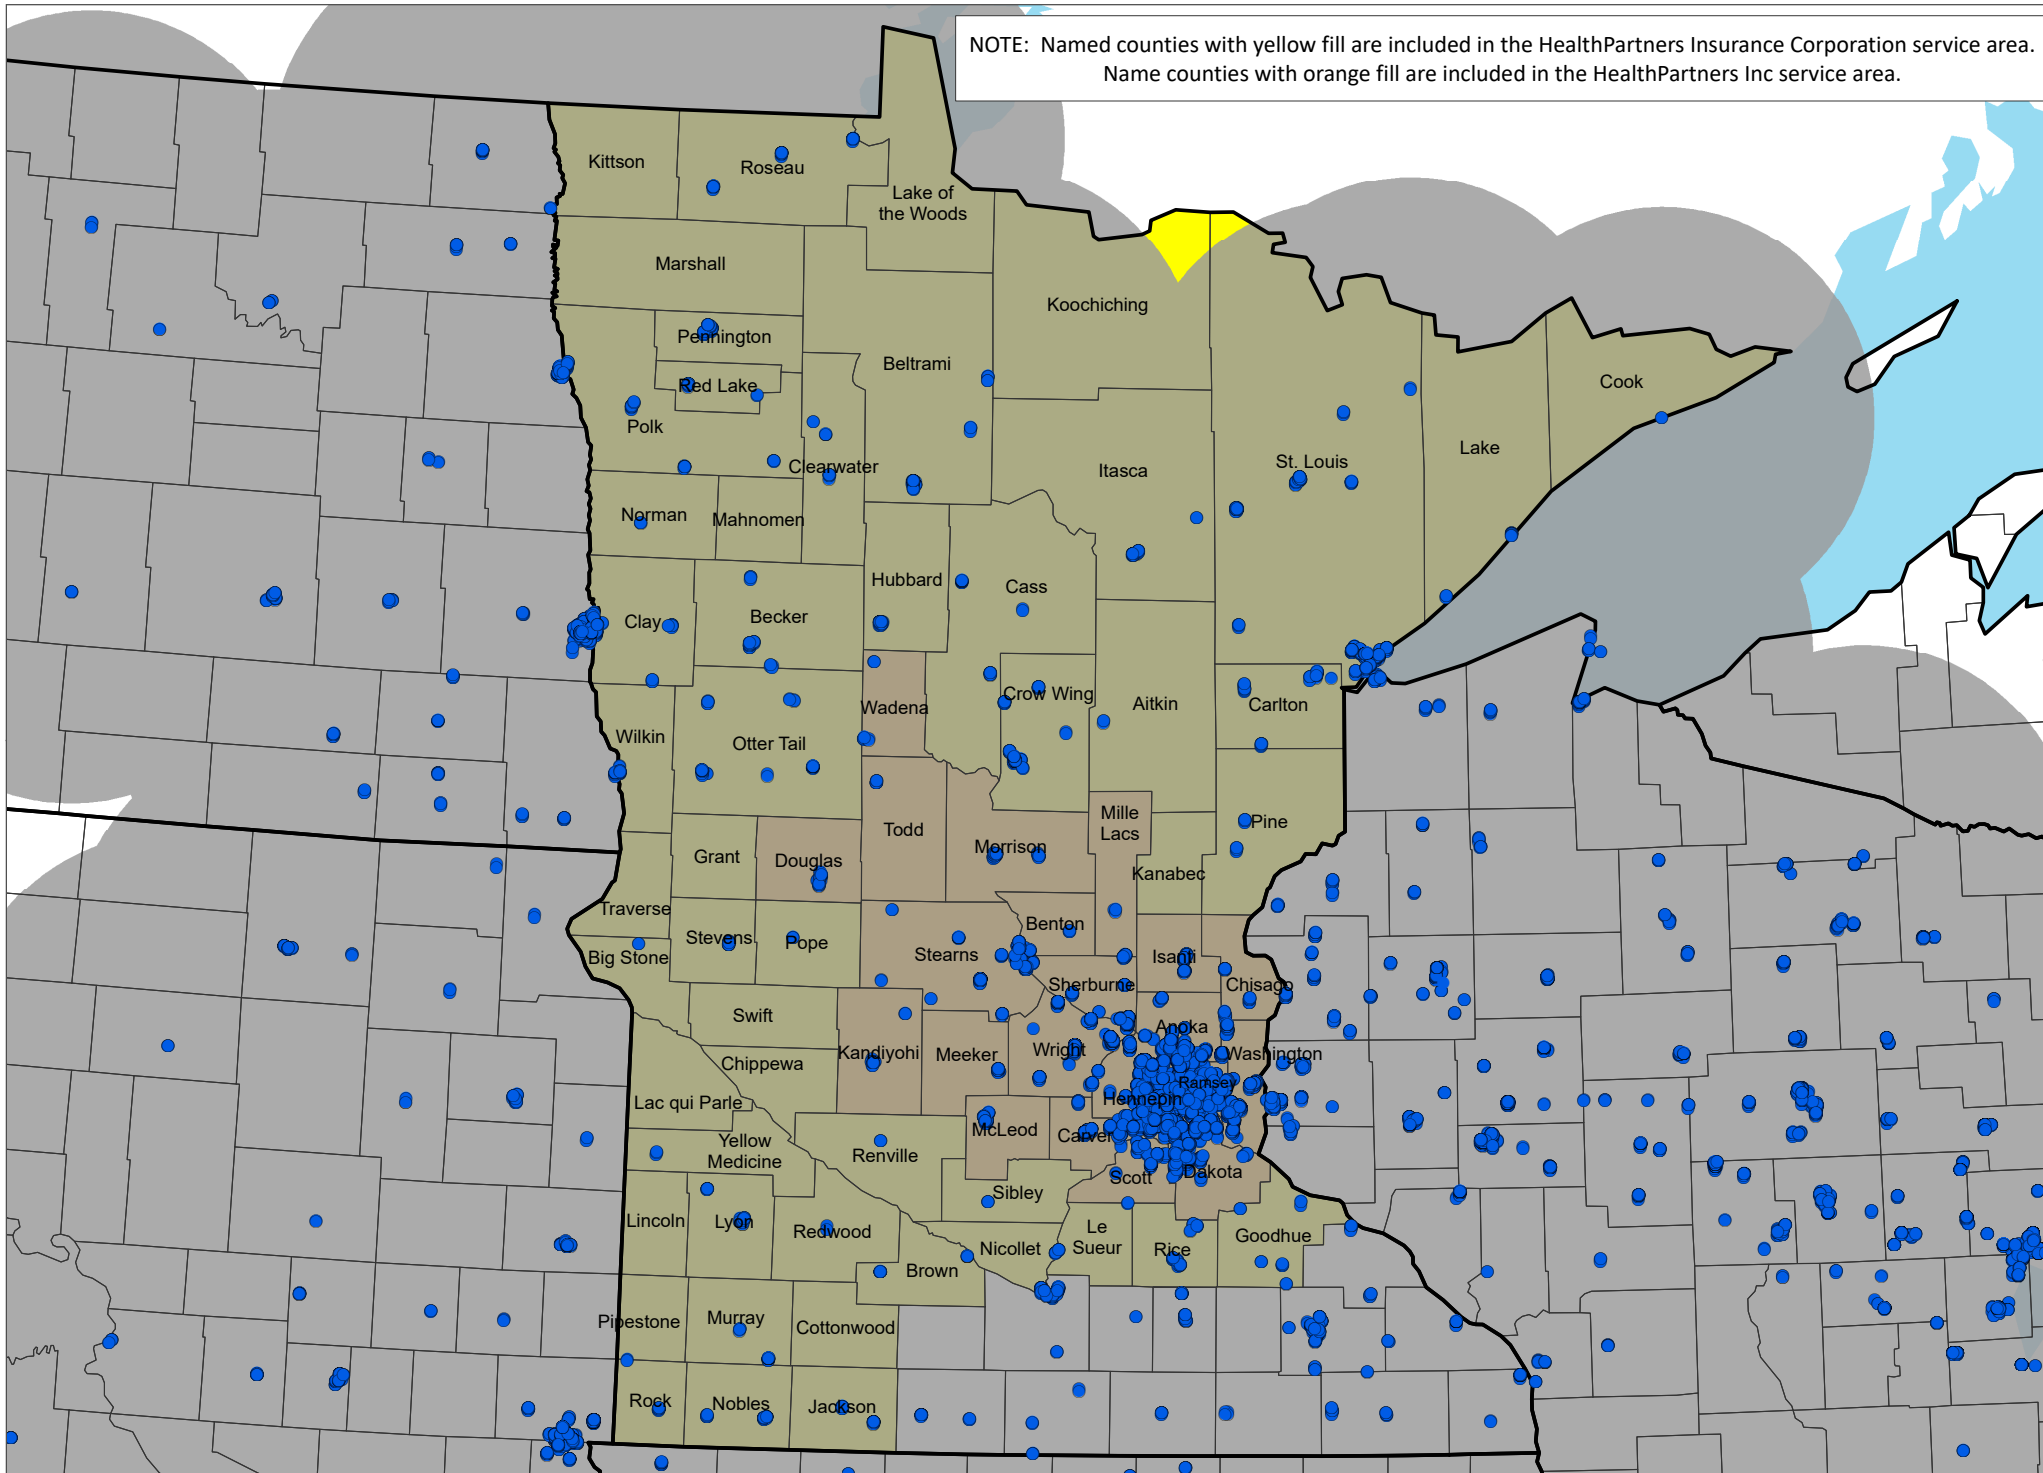 NOTE:  Named counties with yellow fill are included in the HealthPartners Insurance Corporation service area.
Name counties with orange fill are included in the HealthPartners Inc service area.
Kittson
Roseau
Lake of
the Woods
Marshall
Koochiching
Pennington
Beltrami
Red Lake
Cook
Polk
Lake
Clearwater
St. Louis
Itasca
Norman
Mahnomen
Hubbard
Cass
Clay
Becker
Crow Wing
Wadena
Aitkin
Carlton
Wilkin
Otter Tail
Mille
Lacs
Pine
Todd
Morrison
Grant
Douglas
Kanabec
Traverse
Benton
Stevens
Pope
Stearns
Big Stone
Isanti
Sherburne
Chisago
Swift
Anoka
Kandiyohi
Meeker
Wright
Washington
Chippewa
Ramsey
Hennepin
Lac qui Parle
McLeod
Carver
Yellow
Medicine
Renville
Scott
Dakota
Sibley
Lincoln
Lyon
Redwood
Le
Sueur
Nicollet
Rice
Goodhue
Brown
Pipestone
Murray
Cottonwood
Rock
Nobles
Jackson